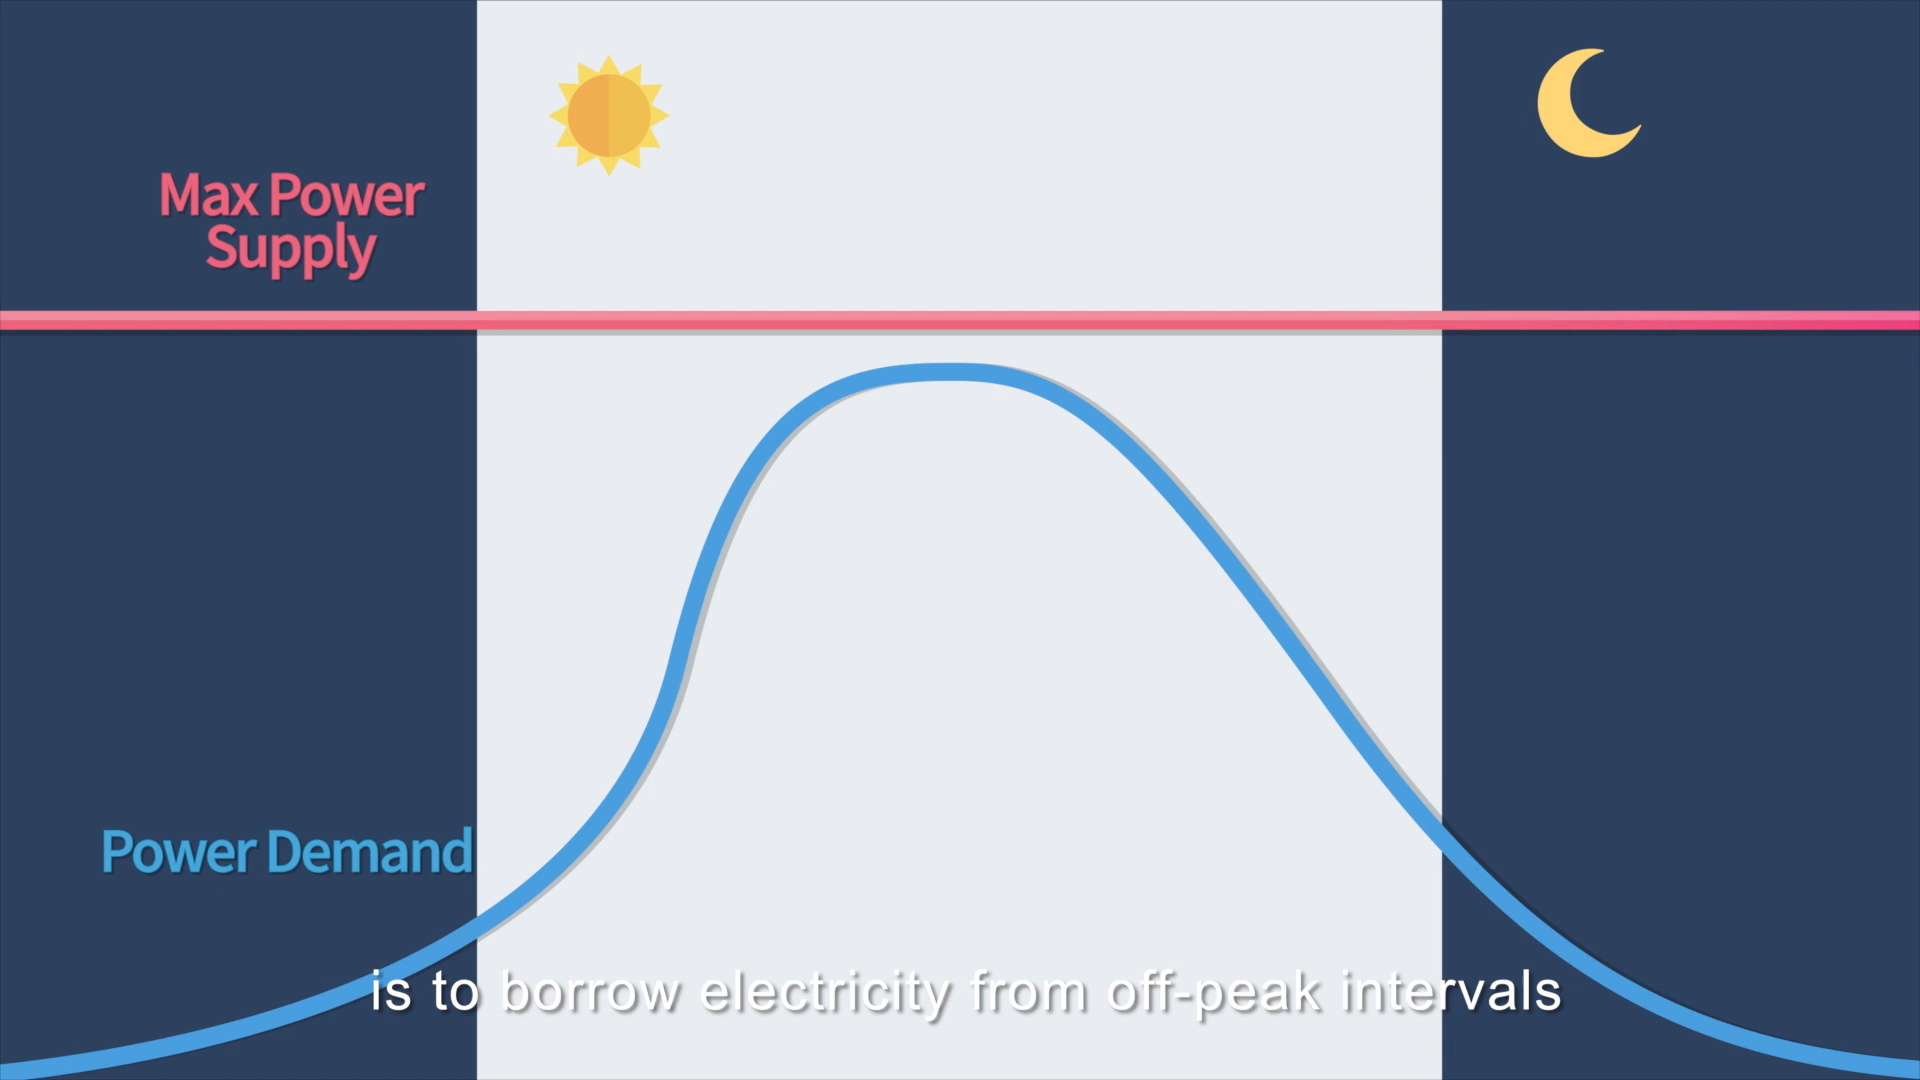 Max Power
Supply
Power Demand
is to borrow electricity from off-peak intervals